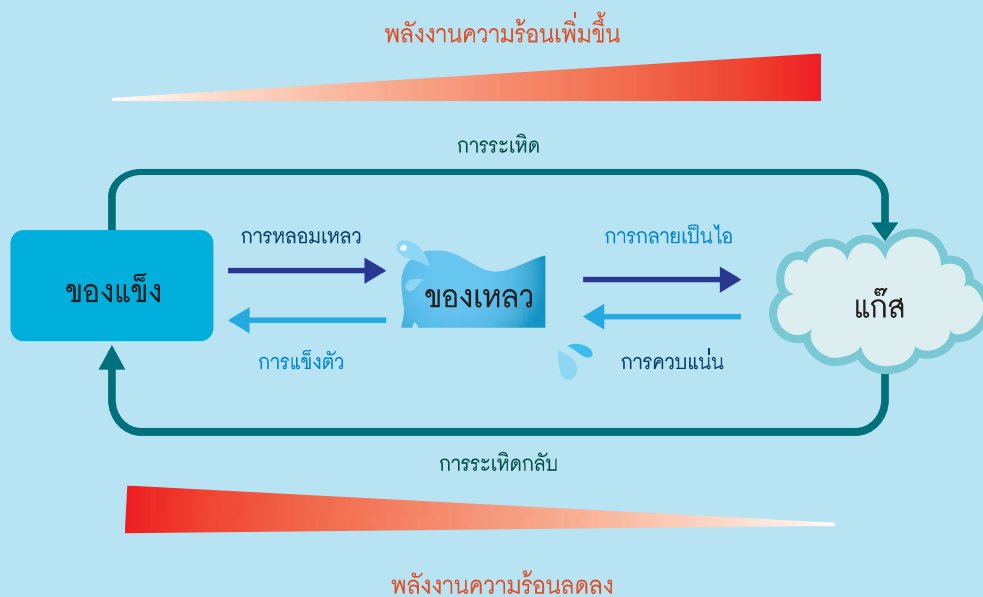 พลังงานความร้อนเพิ่มขึ้น
การระเหิด
การหลอมเหลว
การกลายเป็นไอ
ของแข็ง
ของเหลว
แก๊ส
การแข็งตัว
การควบแน่น
การระเหิดกลับ
พลังงานความร้อนลดลง